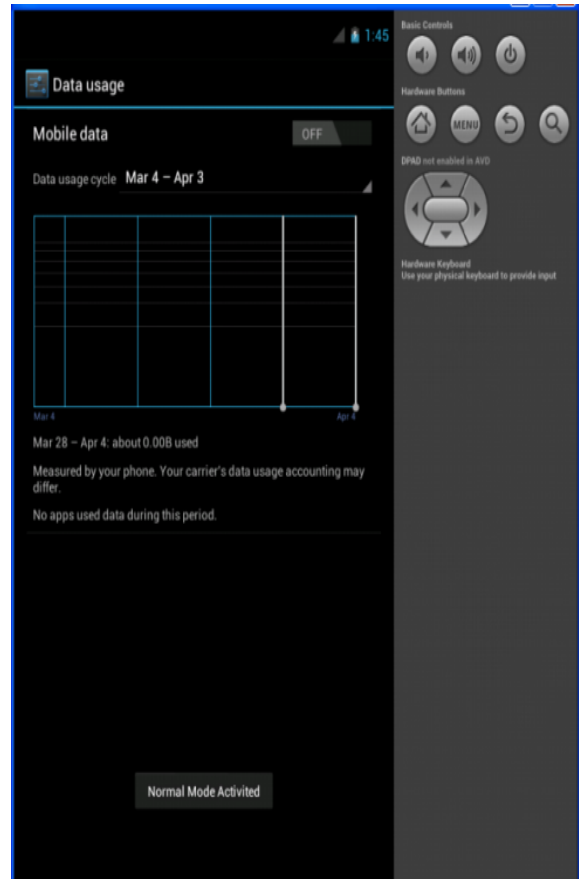 1:45
Data usage
Mobile data
OFF
Data usage cycle Mar 4 – Apr 3
Mar 4
Apr 4
Mar 28 – Apr 4: about 0.00B used
Measured by your phone. Your carrier's data usage accounting may
differ.
No apps used data during this period.
Normal Mode Activited
Basic Controls
Hardware Buttons
MENU
DPAD not enabled in AVD
Hardware Keyboard
Use your physical keyboard to provide input